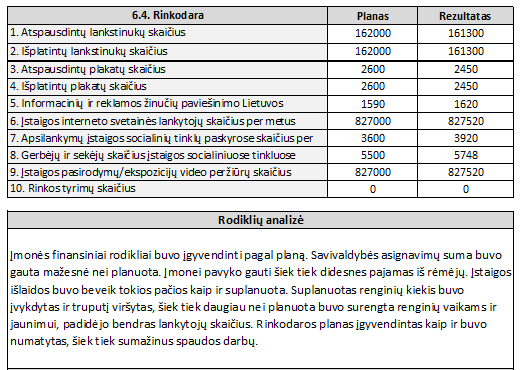 6.4. Rinkodara Planas Rezultatas
1. Atspausdintų lankstinukų skaičius 162000 161300
2. Išplatintų lankstinukų skaičius 162000 161300
3. Atspausdintų plakatų skaičius 2600 2450
4. Išplatintų plakatų skaičius 2600 2450
5. Informacinių ir reklamos žinučių paviešinimo Lietuvos 1590 1620
6. Įstaigos interneto svetainės lankytojų skaičius per metus 827000 827520
7. Apsilankymų įstaigos socialinių tinklų paskyrose skaičius per 3600 3920
8. Gerbėjų ir sekėjų skaičius įstaigos socialiniuose tinkluose 5500 5748
9. Įstaigos pasirodymų/ekspozicijų video peržiūrų skaičius 827000 827520
10. Rinkos tyrimų skaičius 0 0
Rodiklių analizė
Įmonės finansiniai rodikliai buvo įgyvendinti pagal planą. Savivaldybės asignavimų suma buvo
gauta mažesnė nei planuota. Įmonei pavyko gauti šiek tiek didesnes pajamas iš rėmėjų. Įstaigos
išlaidos buvo beveik tokios pačios kaip ir suplanuota. Suplanuotas renginių kiekis buvo
įvykdytas ir truputį viršytas, šiek tiek daugiau nei planuota buvo surengta renginių vaikams ir
jaunimui, padidėjo bendras lankytojų skaičius. Rinkodaros planas įgyvendintas kaip ir buvo
numatytas, šiek tiek sumažinus spaudos darbų.